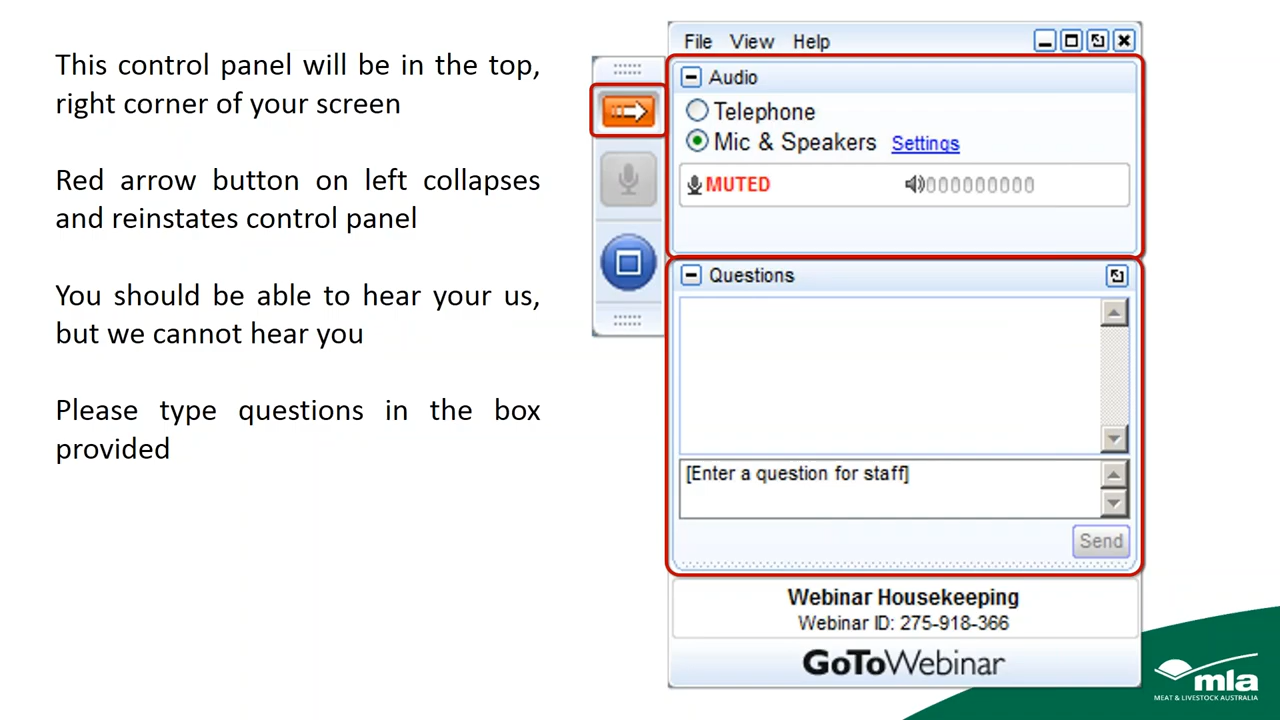 This control panel will be in the top,
right corner of your screen
Red arrow button on left collapses
and reinstates control panel
You should be able to hear your us,
but we cannot hear you
Please type questions in the box
provided
File View Help
Audio
Telephone
Mic & Speakers Settings
MUTED 000000000
Questions
[Enter a question for staff]
Send
Webinar Housekeeping
Webinar ID: 275-918-366
GoToWebinar
mla
MEAT & LIVESTOCK AUSTRALIA